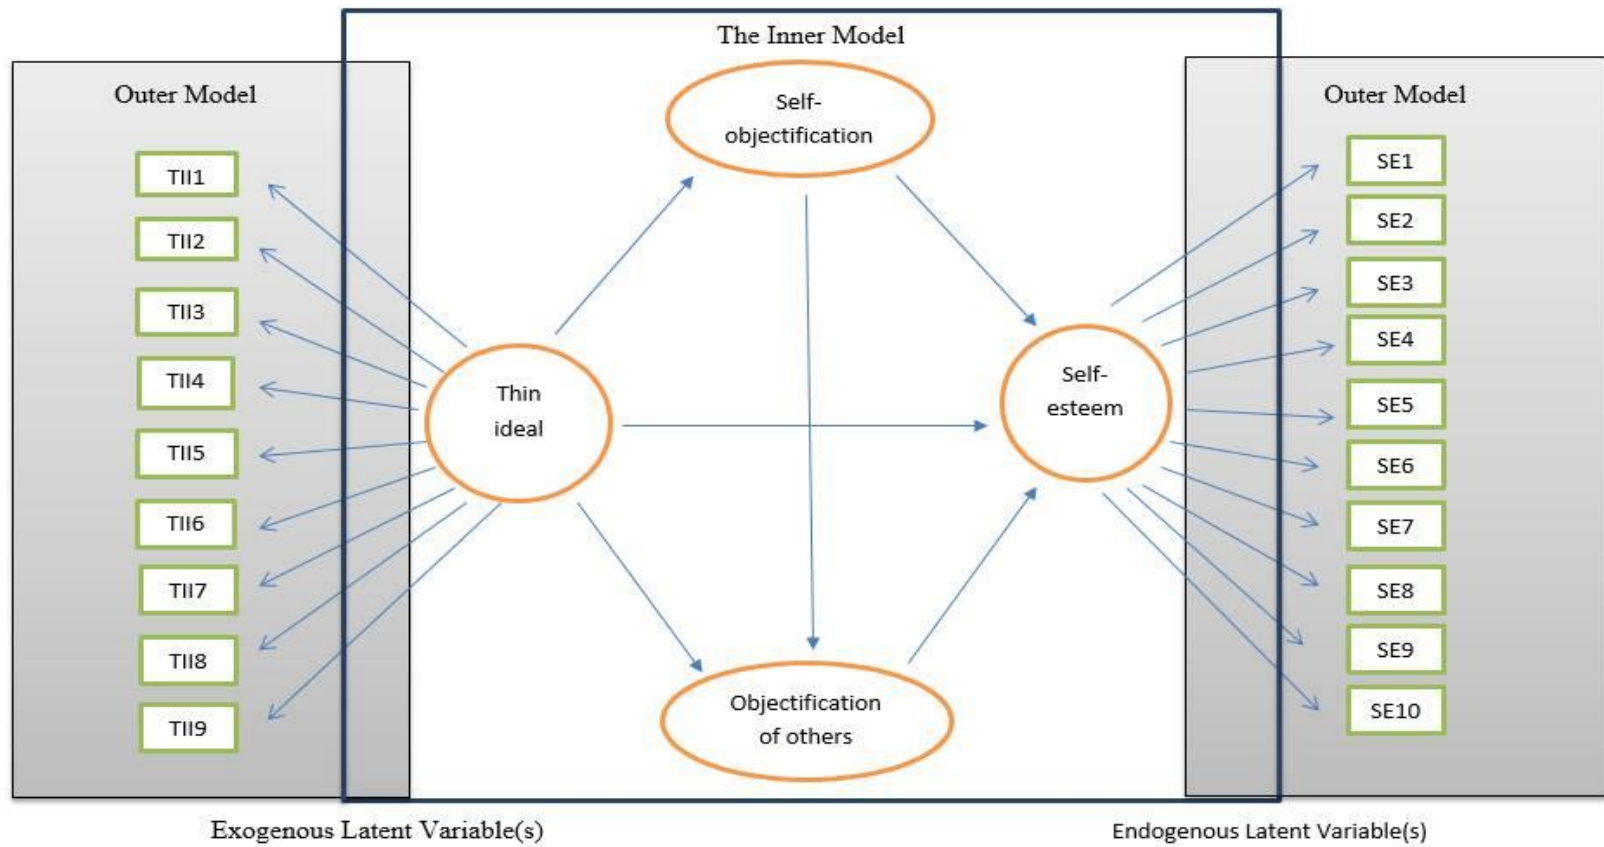 The Inner Model
Outer Model
TII1
TII2
TII3
TII4
TII5
TII6
TII7
TII8
TII9
Self-
objectification
Thin
ideal
Self-
esteem
Objectification
of others
Outer Model
SE1
SE2
SE3
SE4
SE5
SE6
SE7
SE8
SE9
SE10
Exogenous Latent Variable(s)
Endogenous Latent Variable(s)